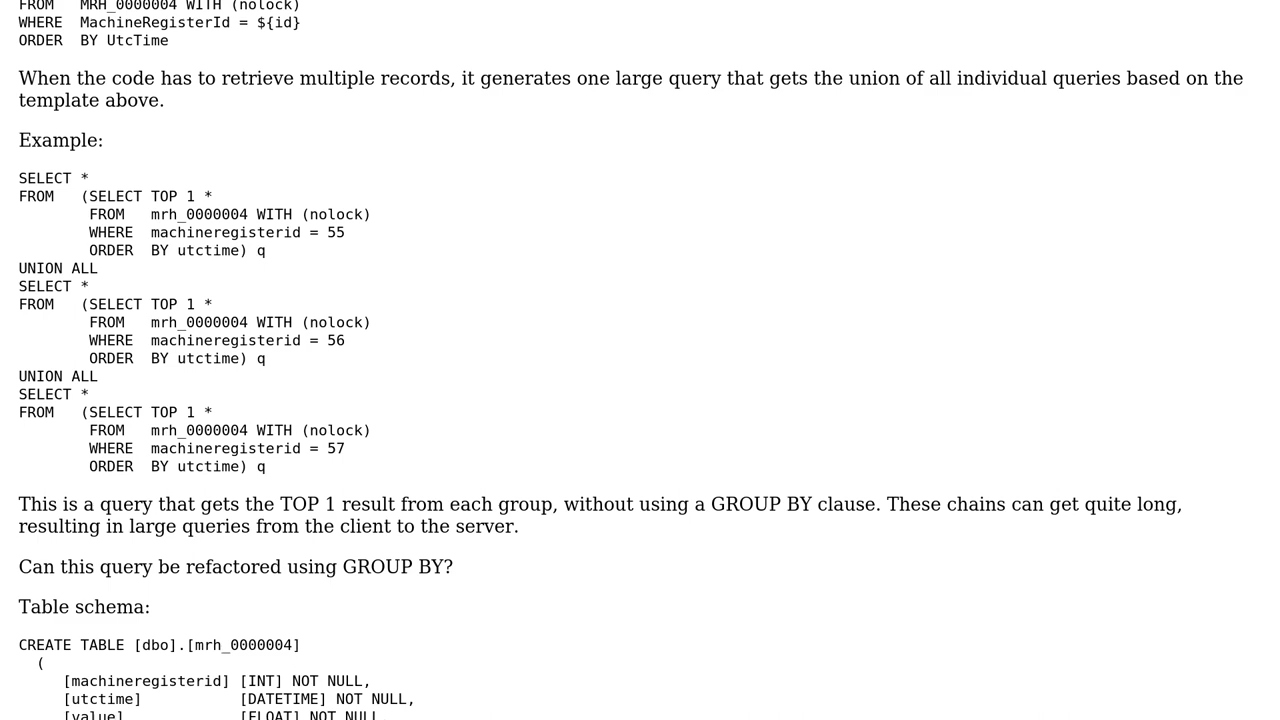 FROM   MRH_0000004 WITH (nolock)
WHERE  MachineRegisterId = ${id}
ORDER  BY UtcTime
When the code has to retrieve multiple records, it generates one large query that gets the union of all individual queries based on the
template above.
Example:
SELECT *
FROM   (SELECT TOP 1 *
        FROM   mrh_0000004 WITH (nolock)
        WHERE  machineregisterid = 55
        ORDER  BY utctime) q
UNION ALL
SELECT *
FROM   (SELECT TOP 1 *
        FROM   mrh_0000004 WITH (nolock)
        WHERE  machineregisterid = 56
        ORDER  BY utctime) q
UNION ALL
SELECT *
FROM   (SELECT TOP 1 *
        FROM   mrh_0000004 WITH (nolock)
        WHERE  machineregisterid = 57
        ORDER  BY utctime) q
This is a query that gets the TOP 1 result from each group, without using a GROUP BY clause. These chains can get quite long,
resulting in large queries from the client to the server.
Can this query be refactored using GROUP BY?
Table schema:
CREATE TABLE [dbo].[mrh_0000004]
  (
     [machineregisterid] [INT] NOT NULL,
     [utctime]           [DATETIME] NOT NULL,
     [value]             [FLOAT] NOT NULL,